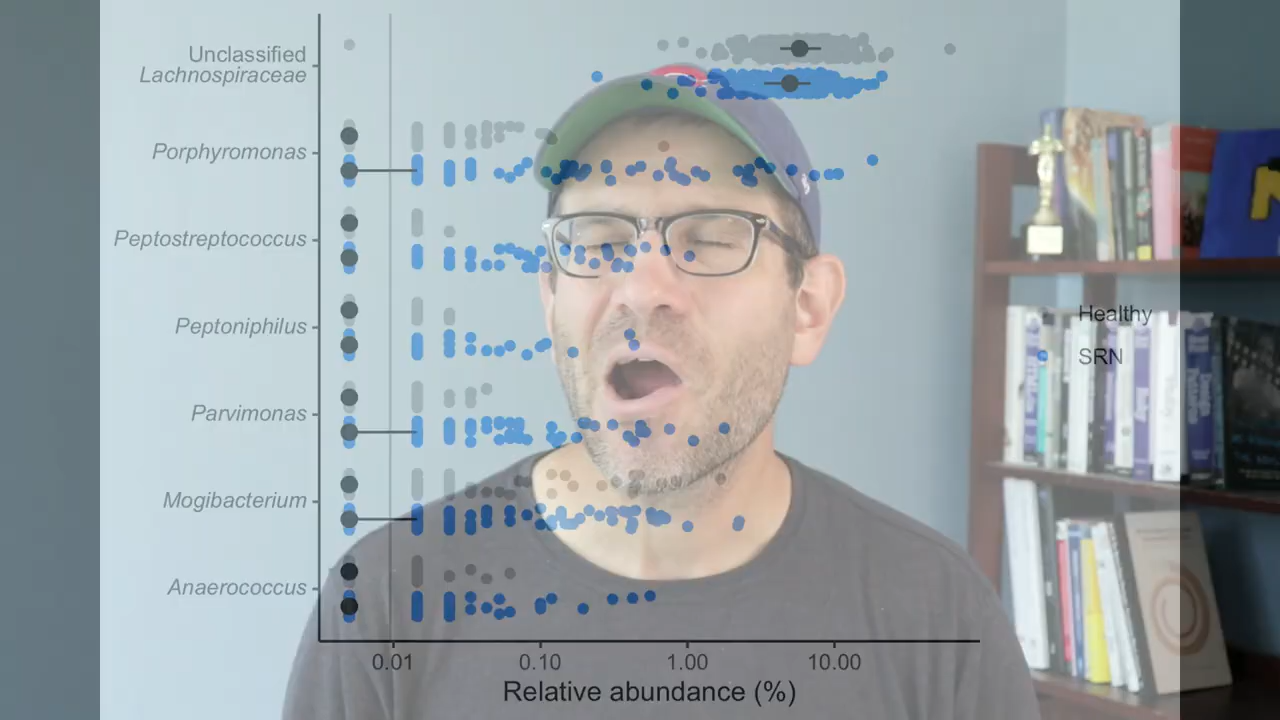 Unclassified
Lachnospiraceae
Porphyromonas
Peptostreptococcus
Peptoniphilus
Parvimonas
Mogibacterium
Anaerococcus
Healthy
SRN
0.01
0.10
1.00
10.00
Relative abundance (%)